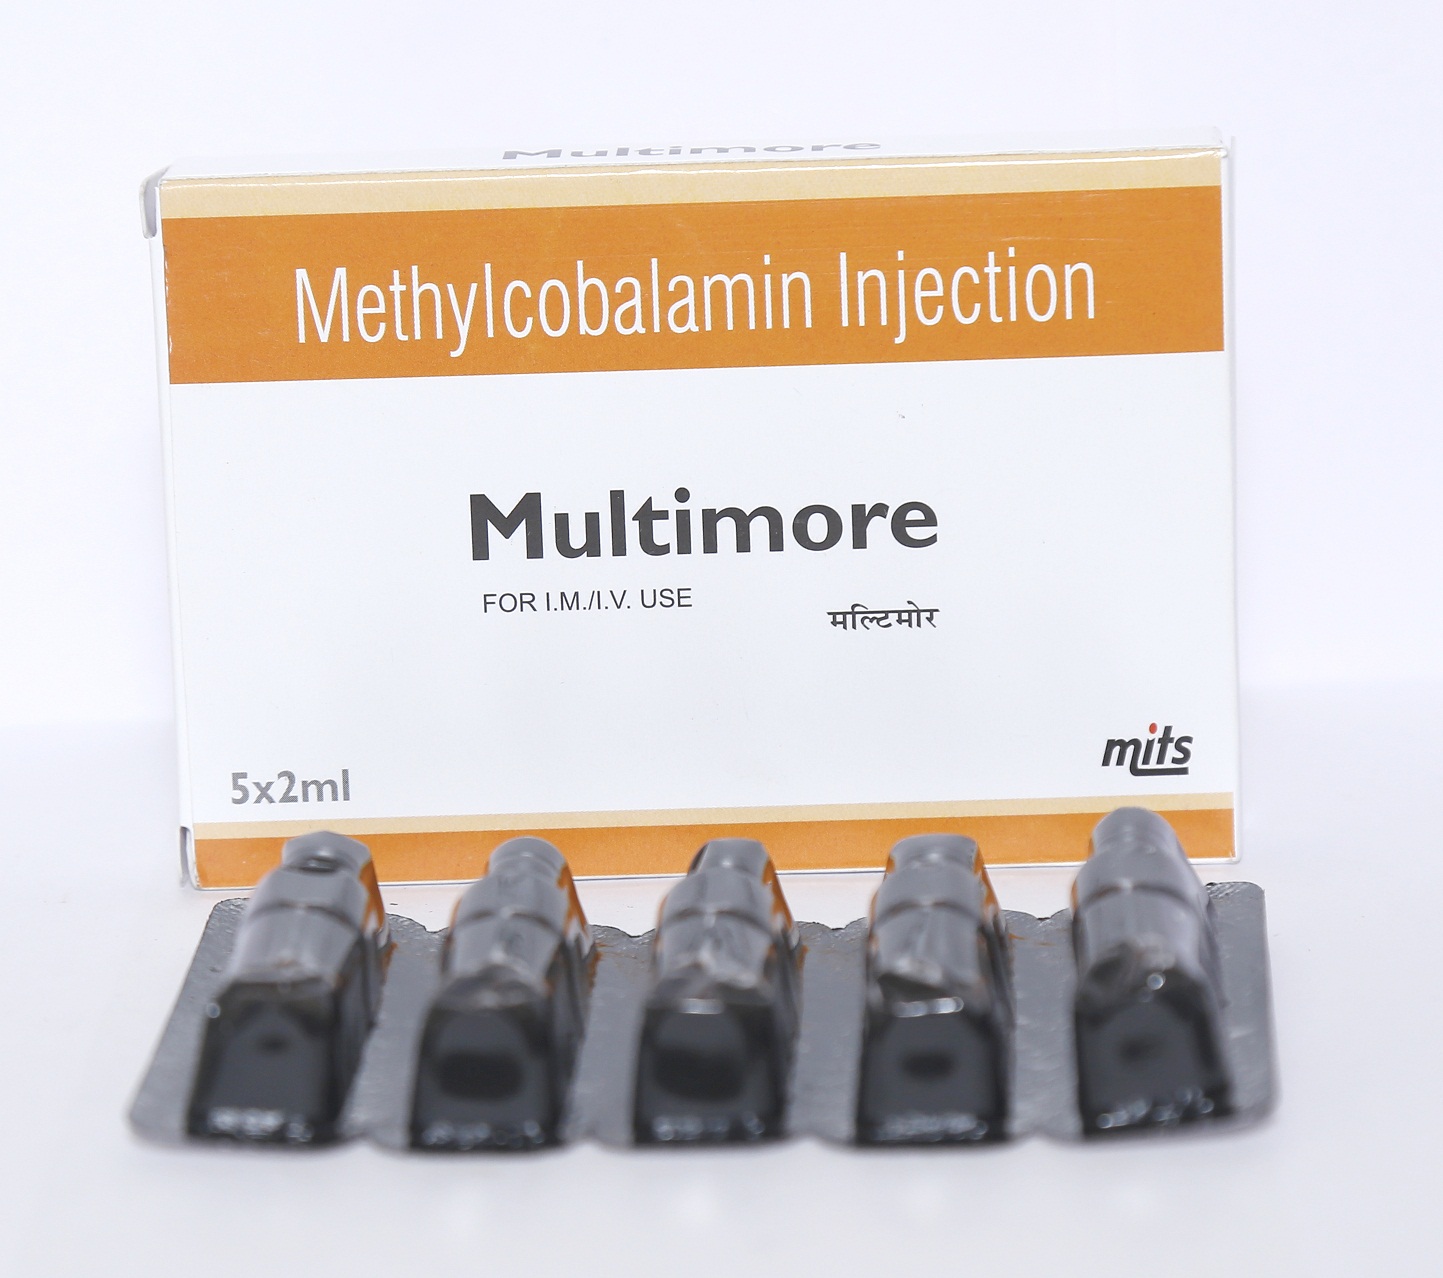 Multimore
Methylcobalamin Injection
Multimore
FOR I.M./I.V. USE
मल्टिमोर
5x2ml
mits